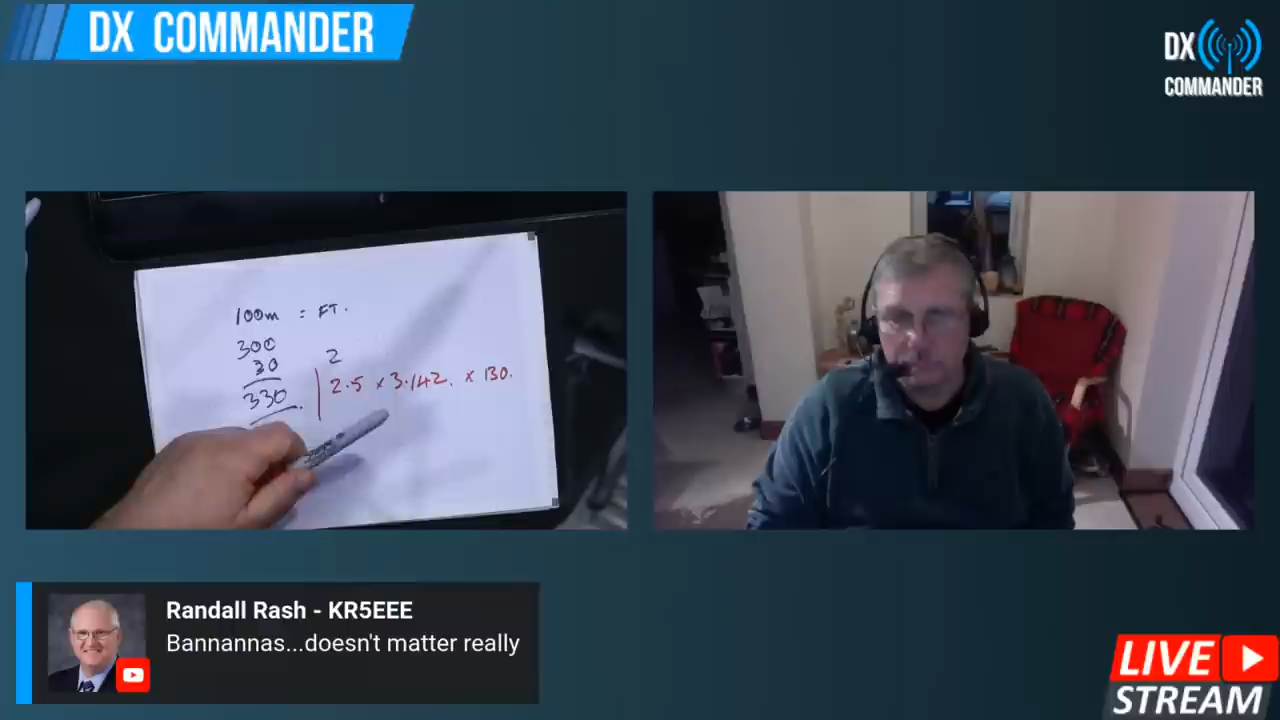 DX COMMANDER
DX
COMMANDER
100m = FT.
300
30
330
2
2.5 x 3.142. x 130.
Randall Rash - KR5EEE
Bannannas...doesn't matter really
LIVE
STREAM